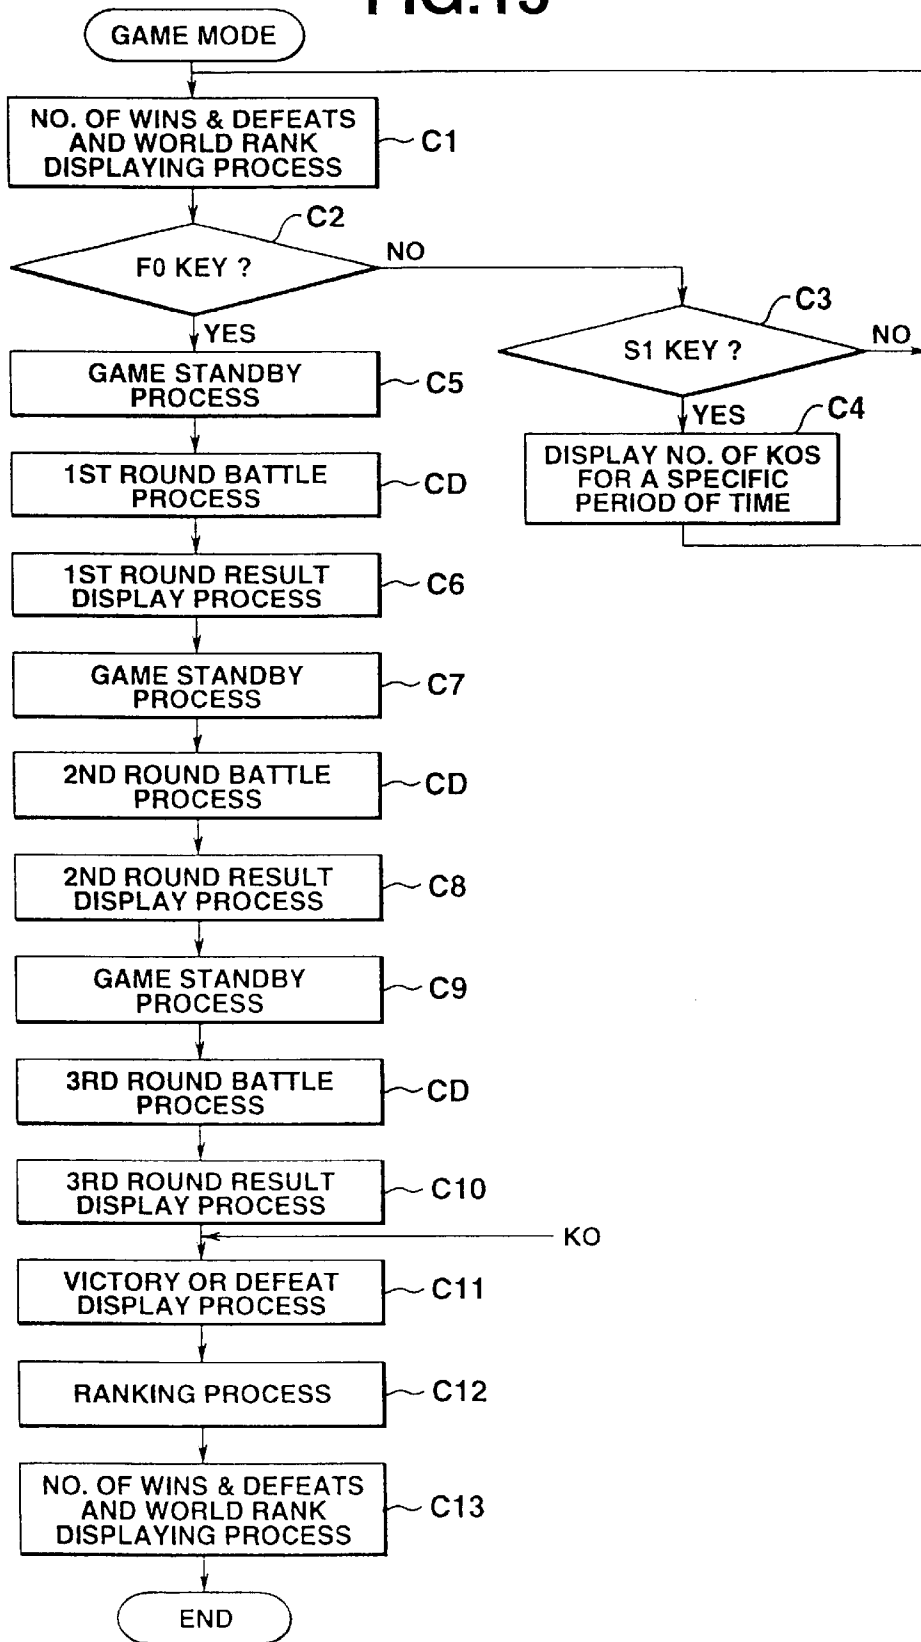 FIG.13
GAME MODE
NO. OF WINS & DEFEATS
AND WORLD RANK
DISPLAYING PROCESS
C1
C2
F0 KEY ?
NO
YES
C3
S1 KEY ?
NO
YES
C4
DISPLAY NO. OF KOS
FOR A SPECIFIC
PERIOD OF TIME
GAME STANDBY
PROCESS
C5
1ST ROUND BATTLE
PROCESS
CD
1ST ROUND RESULT
DISPLAY PROCESS
C6
GAME STANDBY
PROCESS
C7
2ND ROUND BATTLE
PROCESS
CD
2ND ROUND RESULT
DISPLAY PROCESS
C8
GAME STANDBY
PROCESS
C9
3RD ROUND BATTLE
PROCESS
CD
3RD ROUND RESULT
DISPLAY PROCESS
C10
KO
VICTORY OR DEFEAT
DISPLAY PROCESS
C11
RANKING PROCESS
C12
NO. OF WINS & DEFEATS
AND WORLD RANK
DISPLAYING PROCESS
C13
END